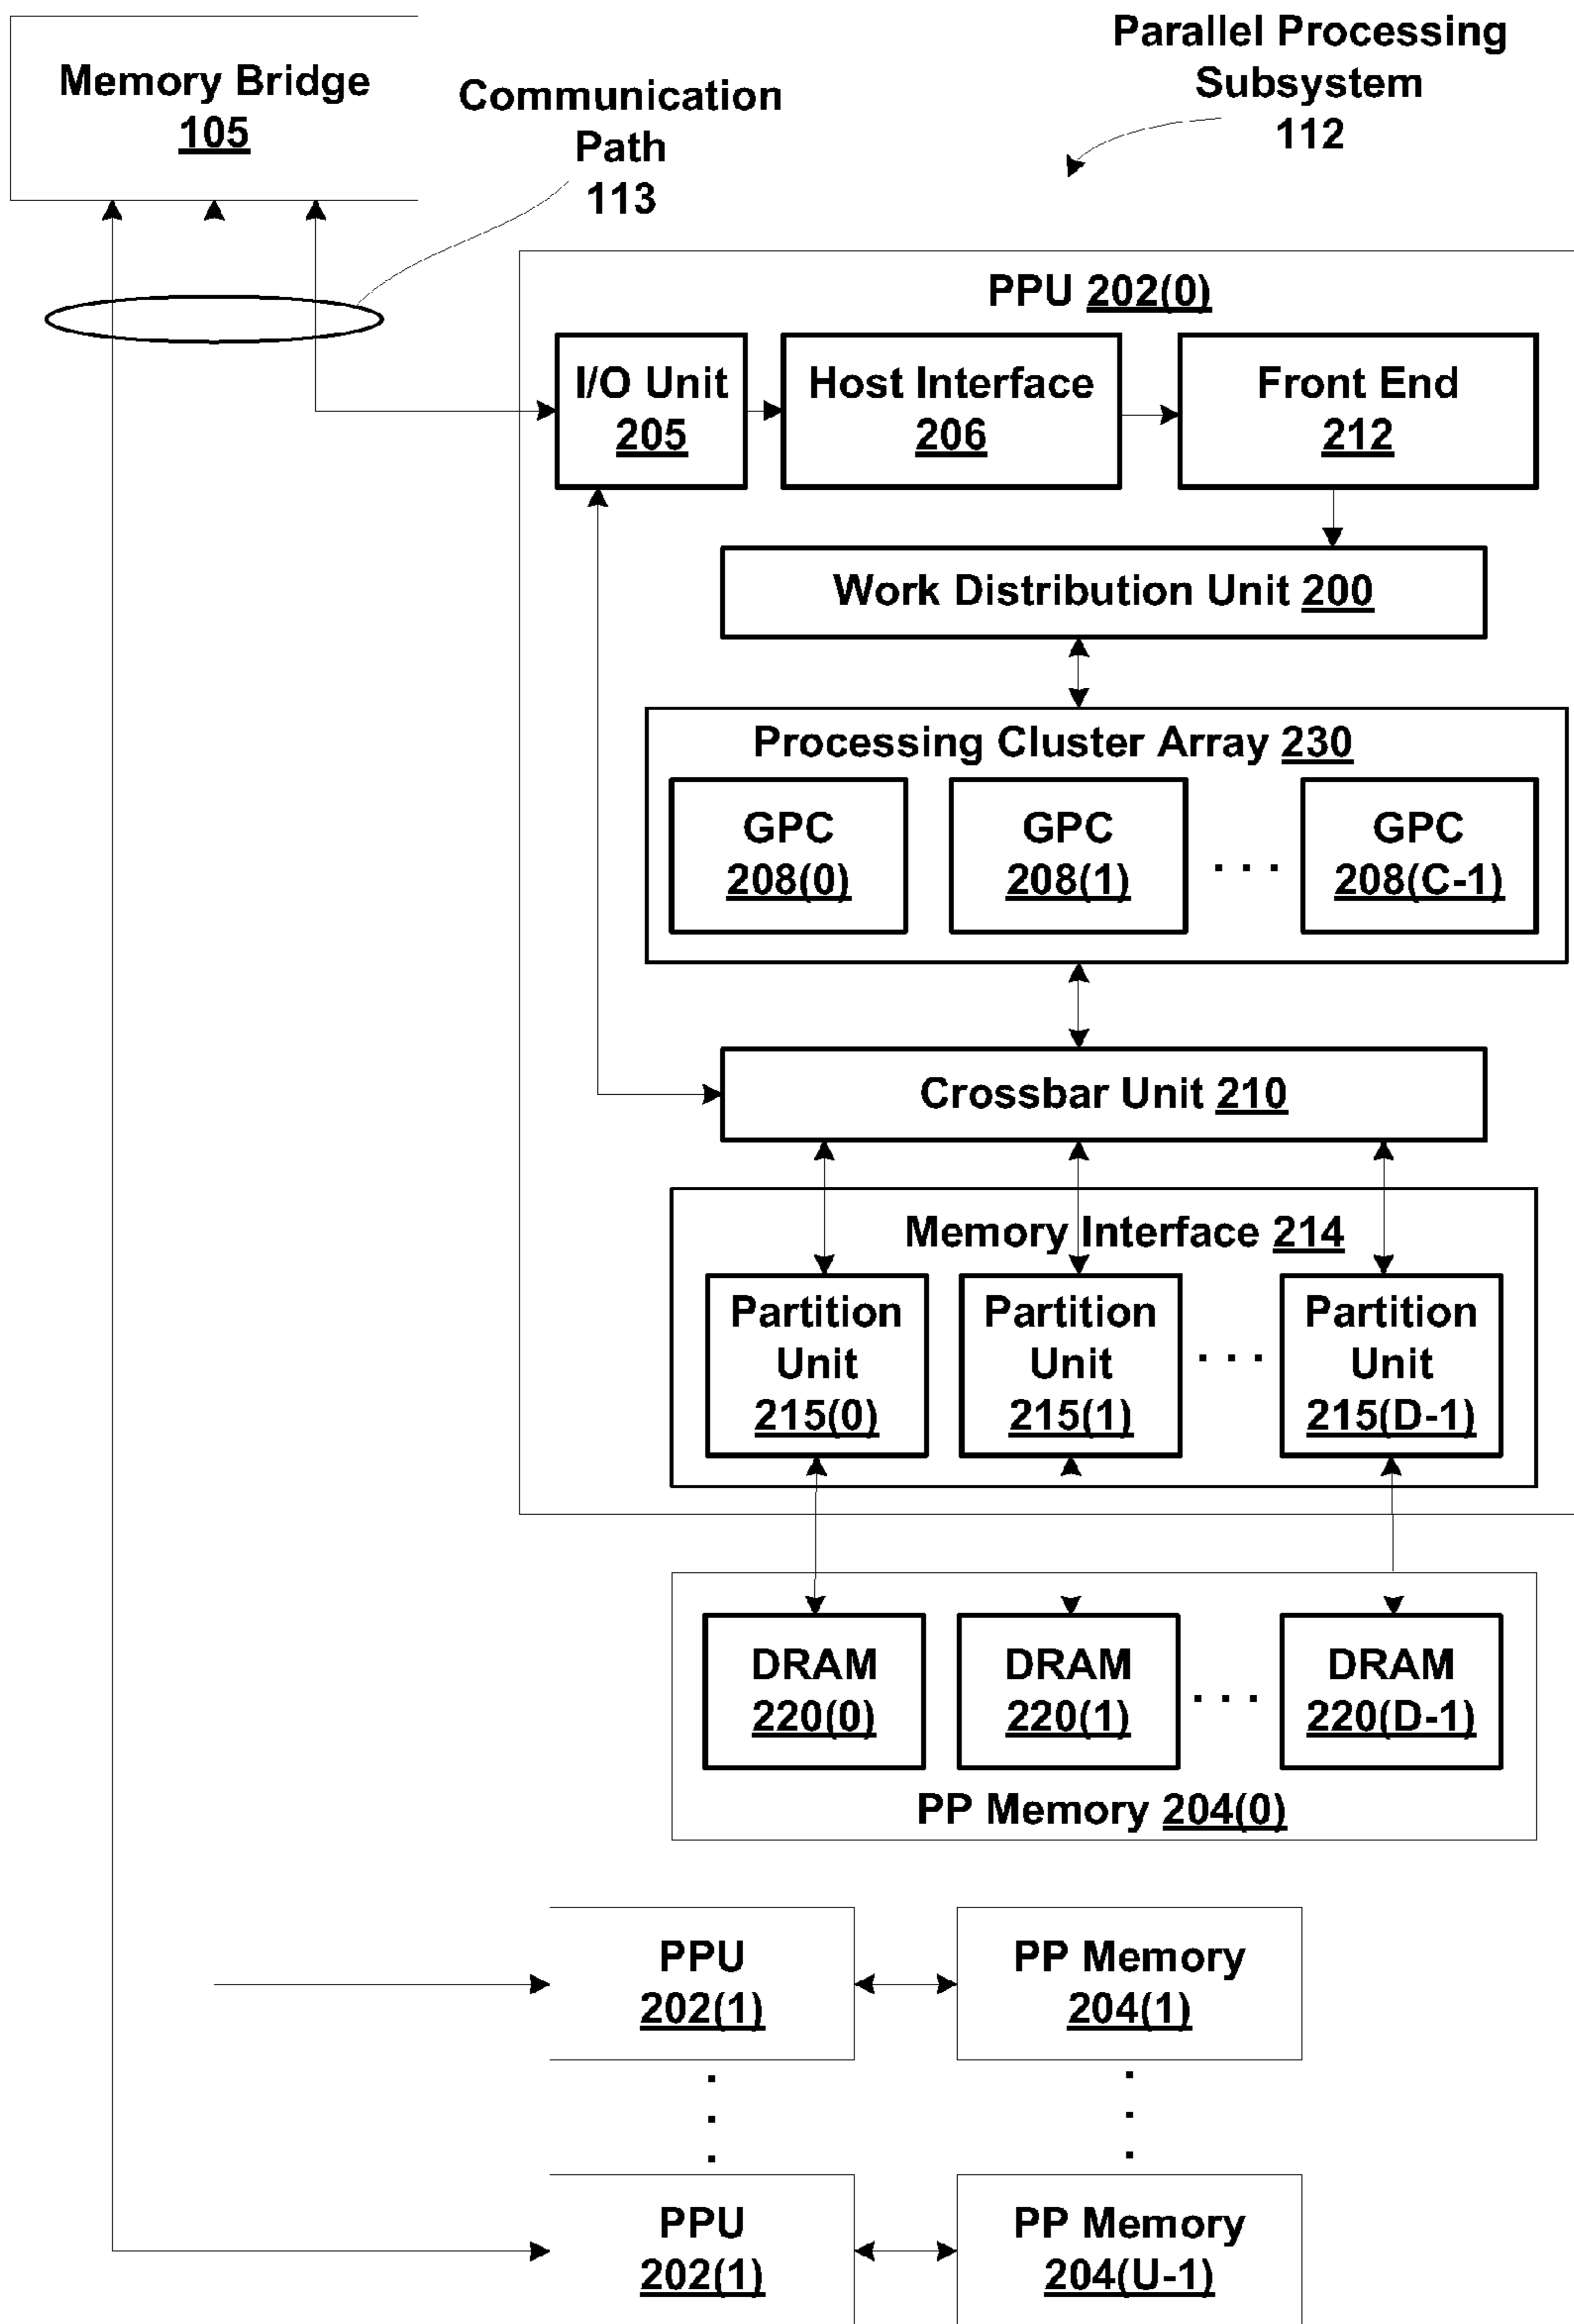 Memory Bridge
105
Communication
Path
113
Parallel Processing
Subsystem
112
PPU 202(0)
I/O Unit
205
Host Interface
206
Front End
212
Work Distribution Unit 200
Processing Cluster Array 230
GPC
208(0)
GPC
208(1)
. . .
GPC
208(C-1)
Crossbar Unit 210
Memory Interface 214
Partition
Unit
215(0)
Partition
Unit
215(1)
. . .
Partition
Unit
215(D-1)
DRAM
220(0)
DRAM
220(1)
. . .
DRAM
220(D-1)
PP Memory 204(0)
PPU
202(1)
PP Memory
204(1)
PPU
202(1)
PP Memory
204(U-1)